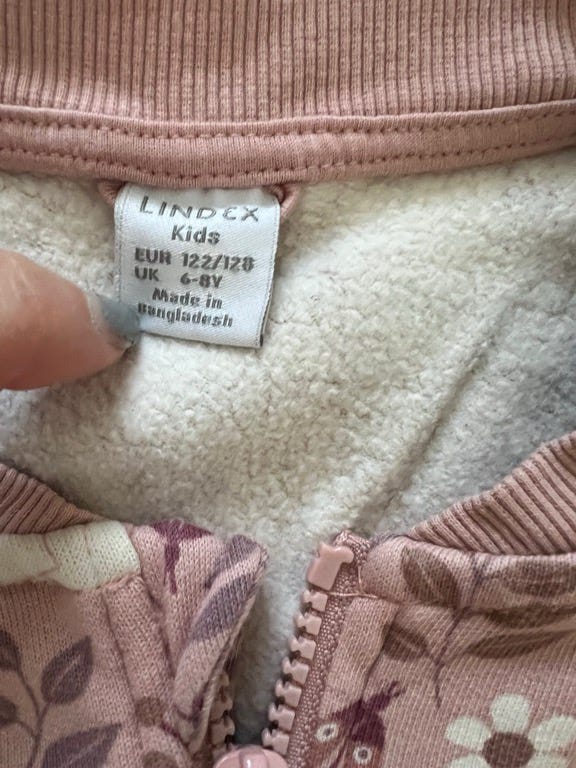 LINDEX
Kids
EUR 122/128
UK 6-8Y
Made in
Bangladesh